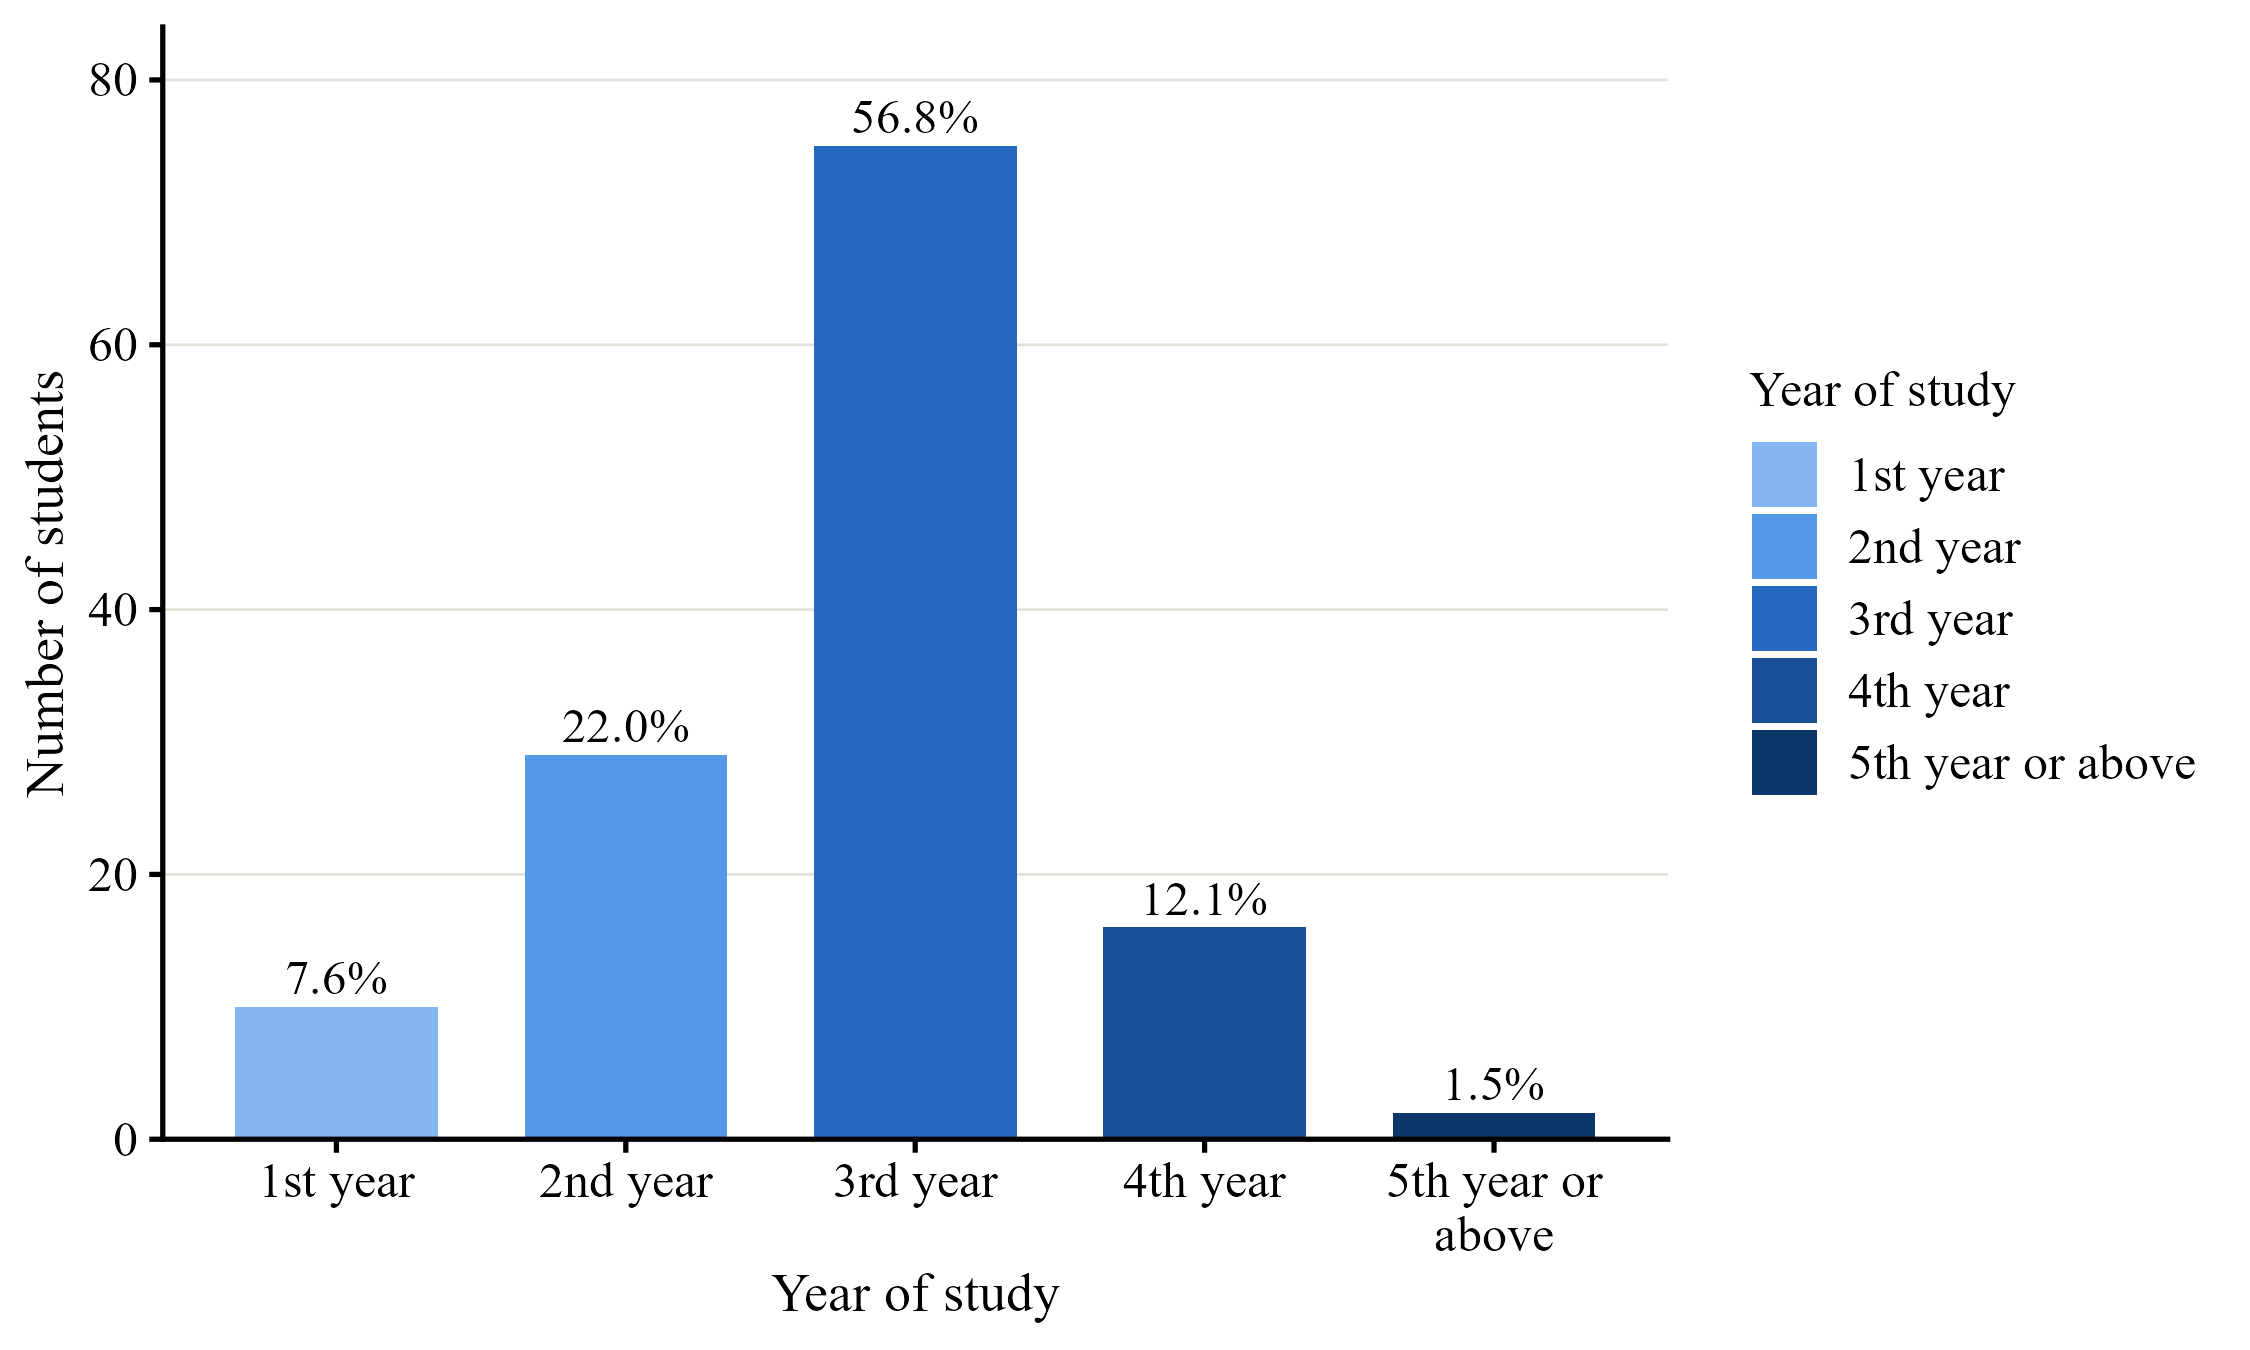 Number of students
80
60
40
20
0
7.6%
22.0%
56.8%
12.1%
1.5%
1st year
2nd year
3rd year
4th year
5th year or
above
Year of study
Year of study
1st year
2nd year
3rd year
4th year
5th year or above